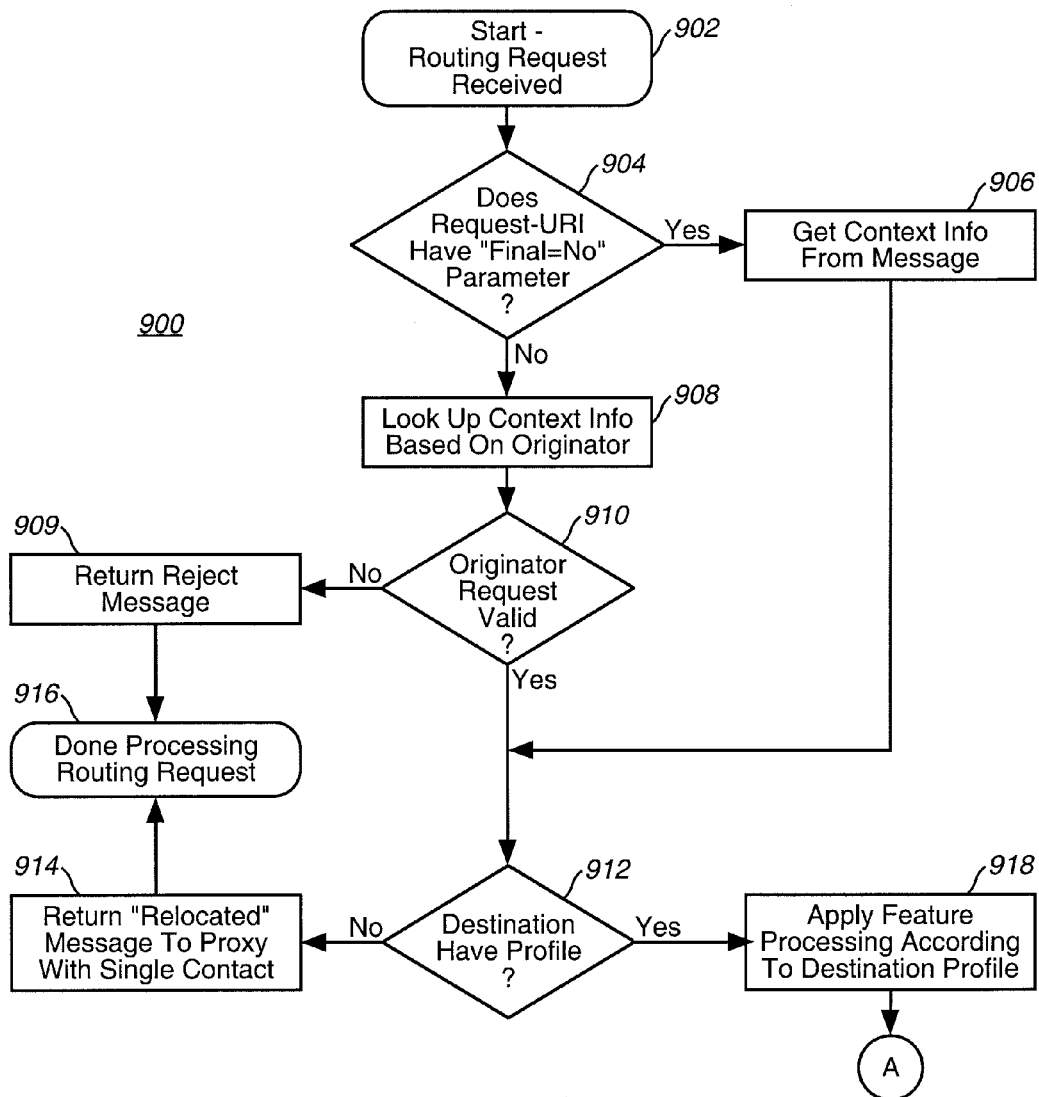 Start -
Routing Request
Received
902
904
Does
Request-URI
Have "Final=No"
Parameter
?
Yes
906
Get Context Info
From Message
900
No
908
Look Up Context Info
Based On Originator
910
Originator
Request
Valid
?
No
909
Return Reject
Message
Yes
916
Done Processing
Routing Request
912
Destination
Have Profile
?
No
914
Return "Relocated"
Message To Proxy
With Single Contact
Yes
918
Apply Feature
Processing According
To Destination Profile
A